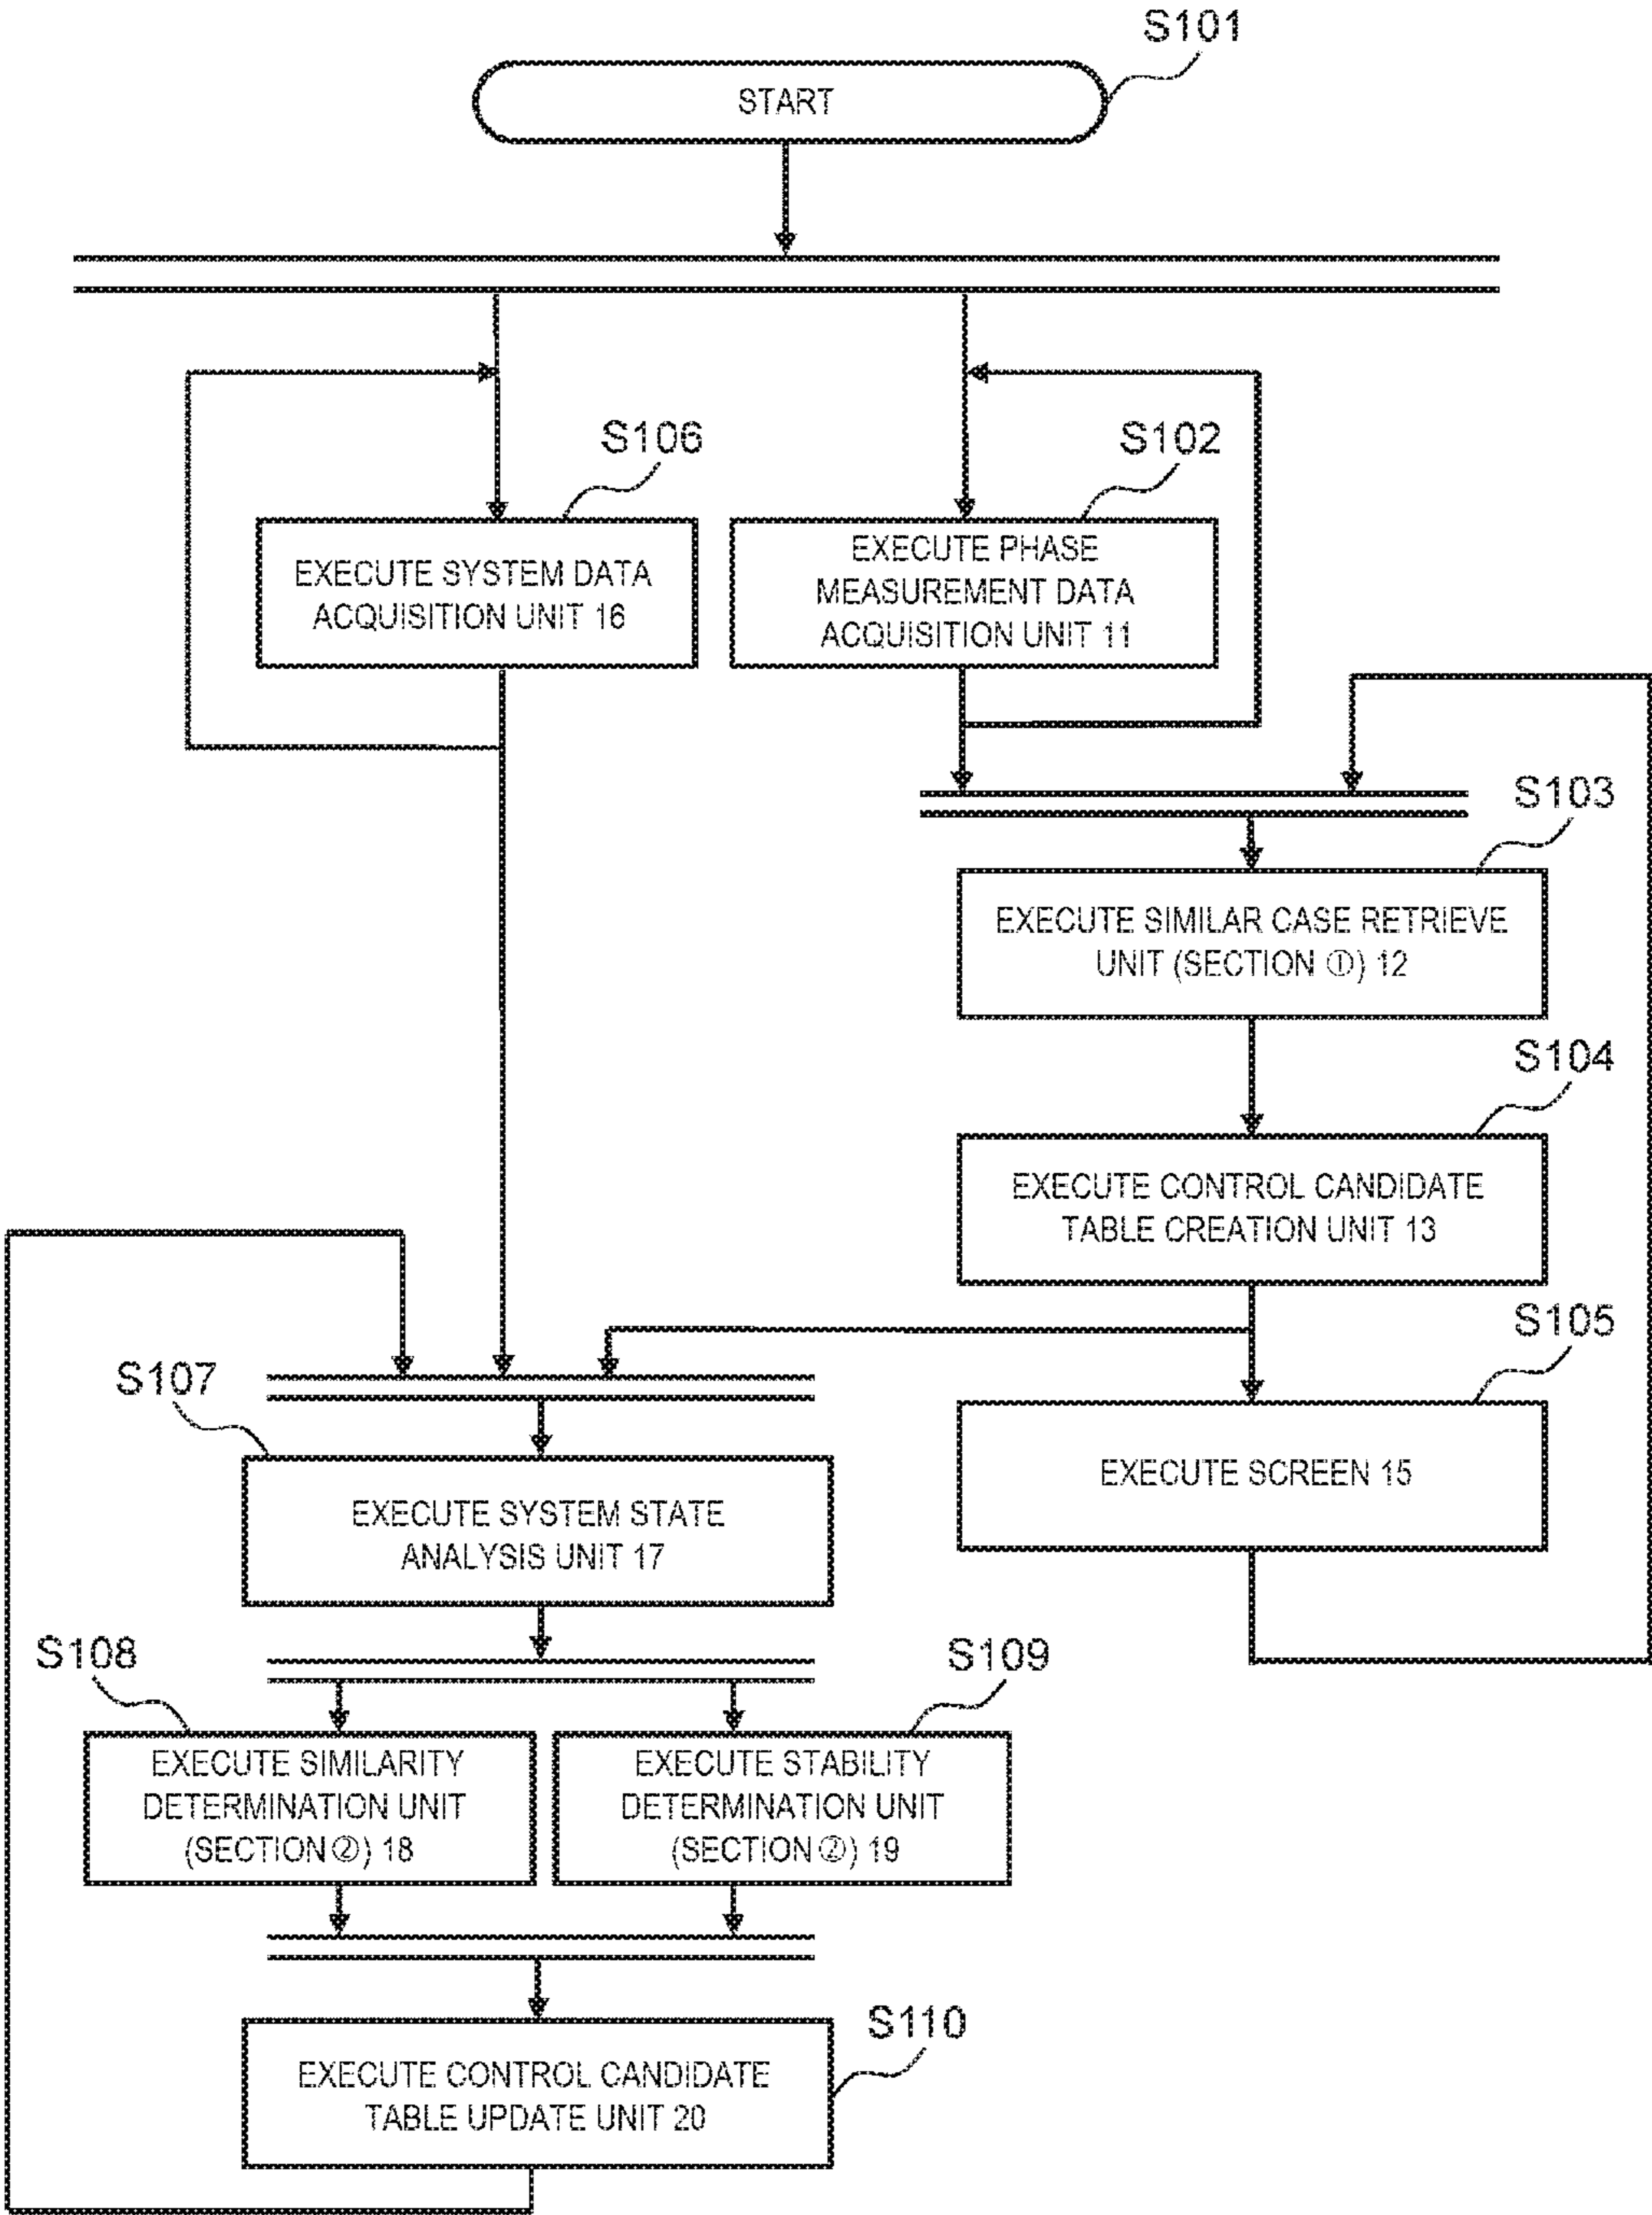 S101
START
S106
S102
EXECUTE SYSTEM DATA
ACQUISITION UNIT 16
EXECUTE PHASE
MEASUREMENT DATA
ACQUISITION UNIT 11
S103
EXECUTE SIMILAR CASE RETRIEVE
UNIT (SECTION ①) 12
S104
EXECUTE CONTROL CANDIDATE
TABLE CREATION UNIT 13
S105
EXECUTE SCREEN 15
S107
EXECUTE SYSTEM STATE
ANALYSIS UNIT 17
S108
S109
EXECUTE SIMILARITY
DETERMINATION UNIT
(SECTION ②) 18
EXECUTE STABILITY
DETERMINATION UNIT
(SECTION ②) 19
S110
EXECUTE CONTROL CANDIDATE
TABLE UPDATE UNIT 20